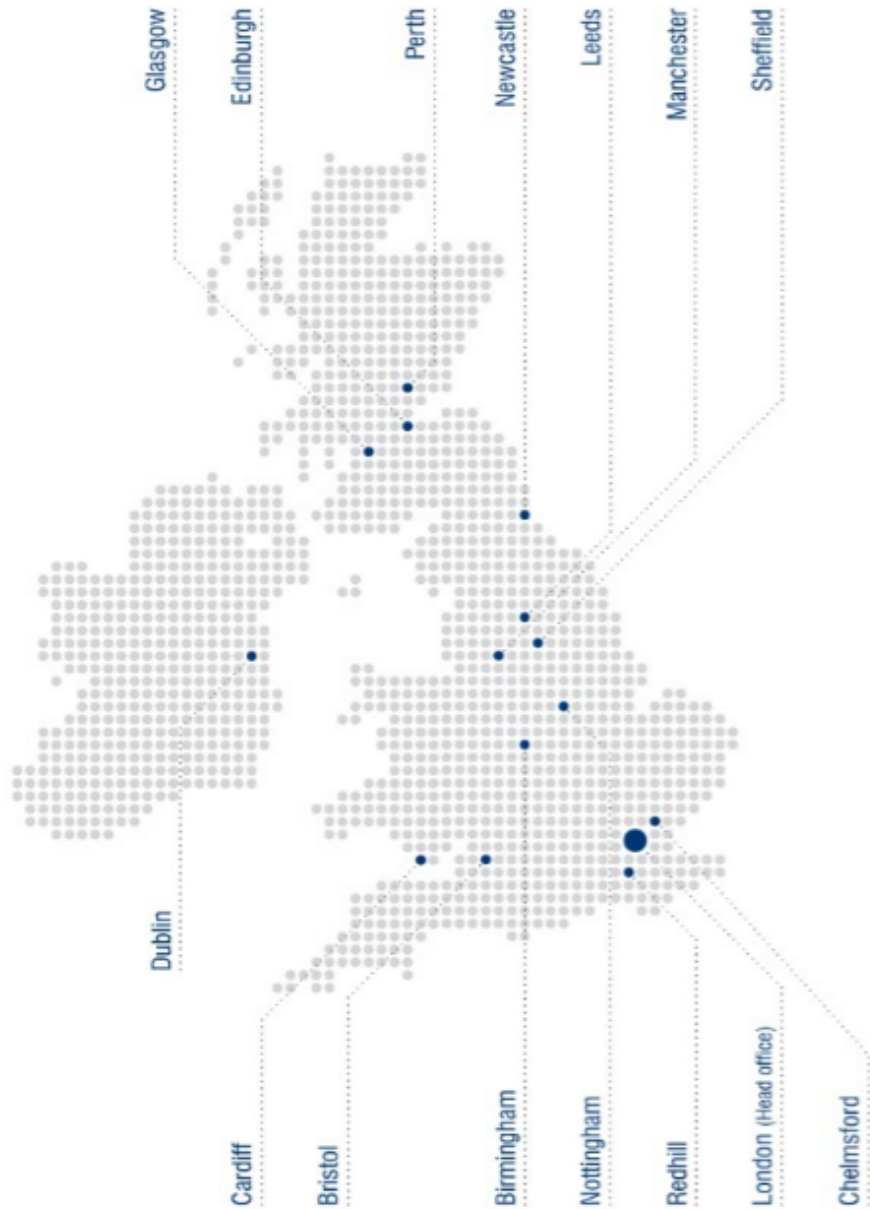 Glasgow
Edinburgh
Perth
Newcastle
Leeds
Manchester
Sheffield
Dublin
Cardiff
Bristol
Birmingham
Nottingham
Redhill
London (Head office)
Chelmsford